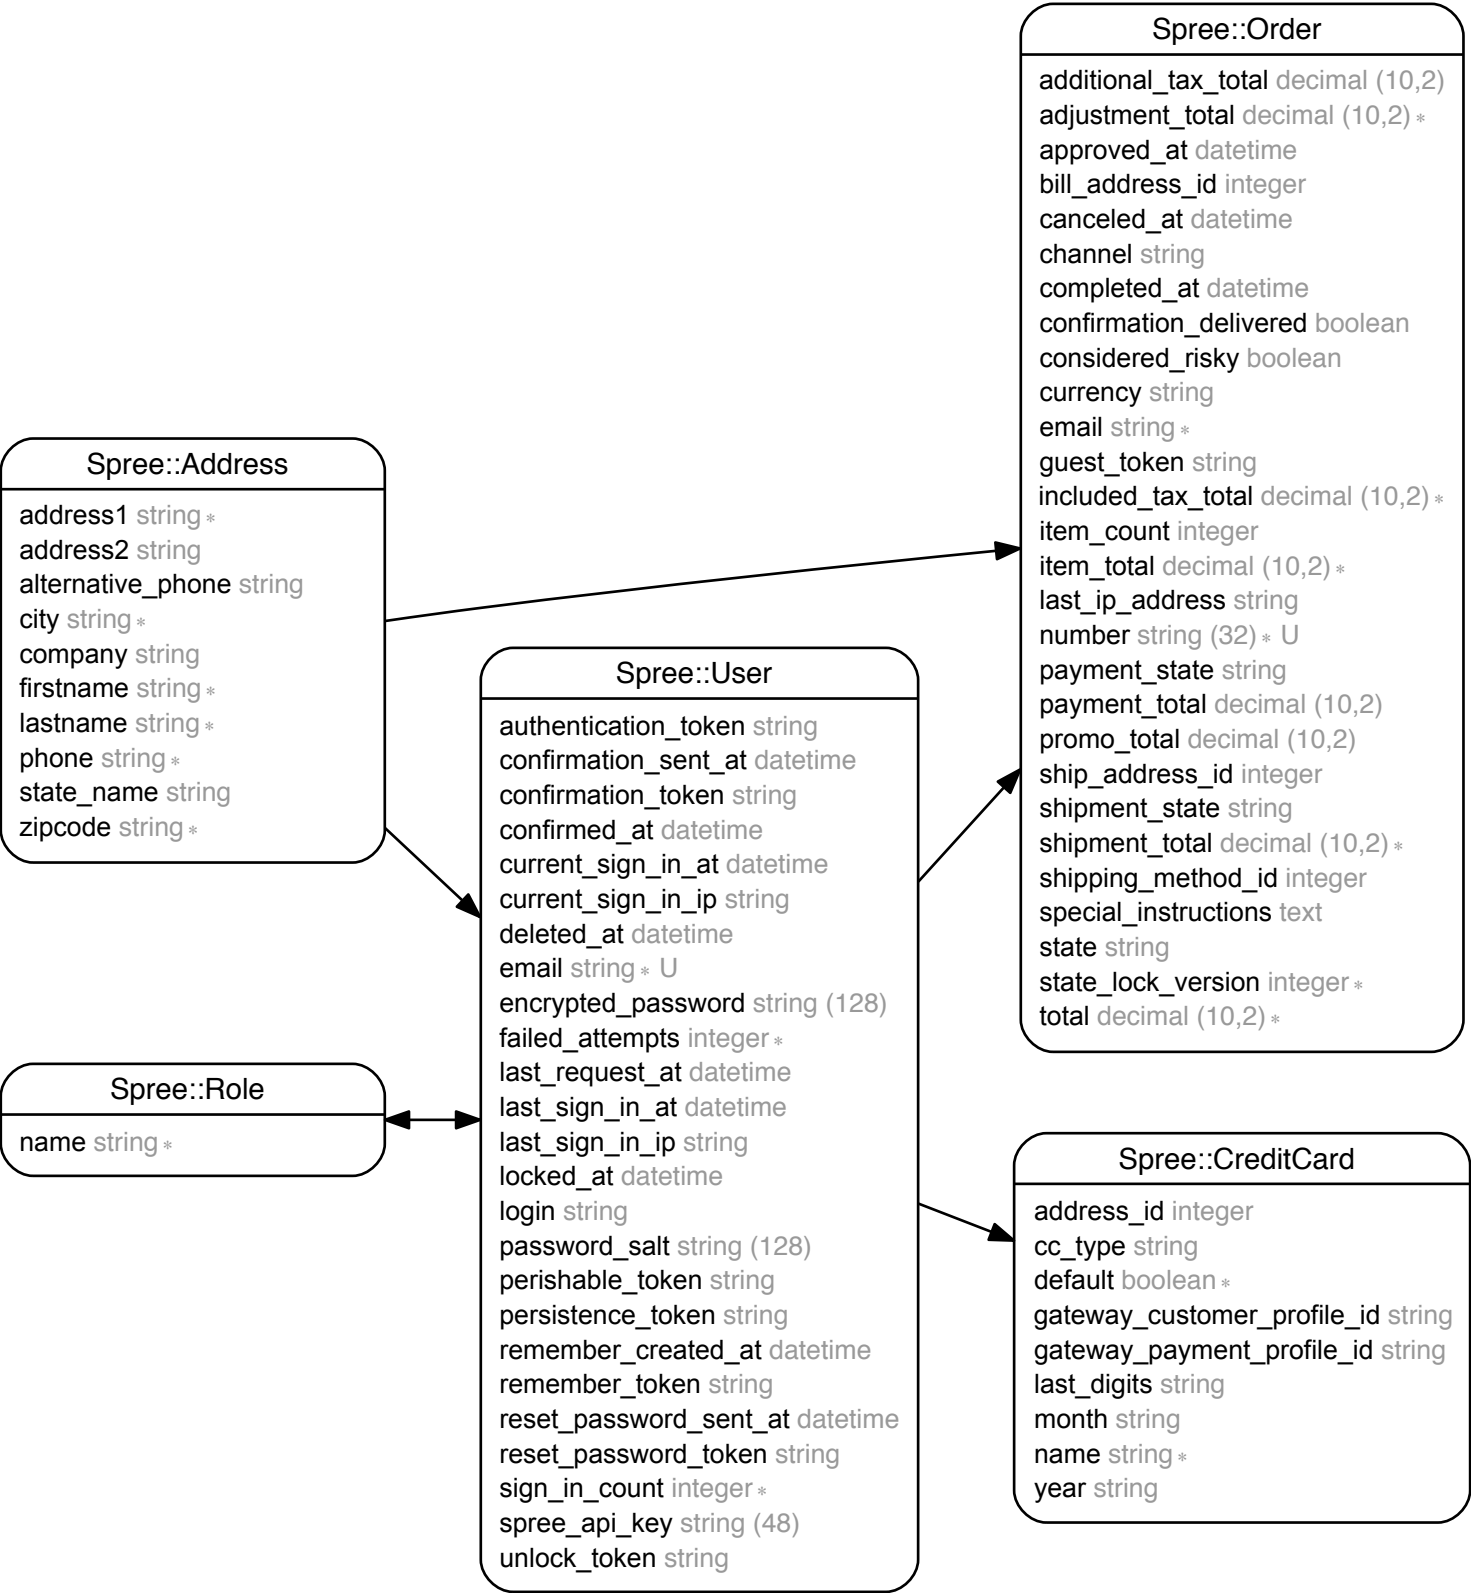 Spree::Order
additional_tax_total decimal (10,2)
adjustment_total decimal (10,2) *
approved_at datetime
bill_address_id integer
canceled_at datetime
channel string
completed_at datetime
confirmation_delivered boolean
considered_risky boolean
currency string
email string *
guest_token string
included_tax_total decimal (10,2) *
item_count integer
item_total decimal (10,2) *
last_ip_address string
number string (32) * U
payment_state string
payment_total decimal (10,2)
promo_total decimal (10,2)
ship_address_id integer
shipment_state string
shipment_total decimal (10,2) *
shipping_method_id integer
special_instructions text
state string
state_lock_version integer *
total decimal (10,2) *
Spree::Address
address1 string *
address2 string
alternative_phone string
city string *
company string
firstname string *
lastname string *
phone string *
state_name string
zipcode string *
Spree::User
authentication_token string
confirmation_sent_at datetime
confirmation_token string
confirmed_at datetime
current_sign_in_at datetime
current_sign_in_ip string
deleted_at datetime
email string * U
encrypted_password string (128)
failed_attempts integer *
last_request_at datetime
last_sign_in_at datetime
last_sign_in_ip string
locked_at datetime
login string
password_salt string (128)
perishable_token string
persistence_token string
remember_created_at datetime
remember_token string
reset_password_sent_at datetime
reset_password_token string
sign_in_count integer *
spree_api_key string (48)
unlock_token string
Spree::Role
name string *
Spree::CreditCard
address_id integer
cc_type string
default boolean *
gateway_customer_profile_id string
gateway_payment_profile_id string
last_digits string
month string
name string *
year string